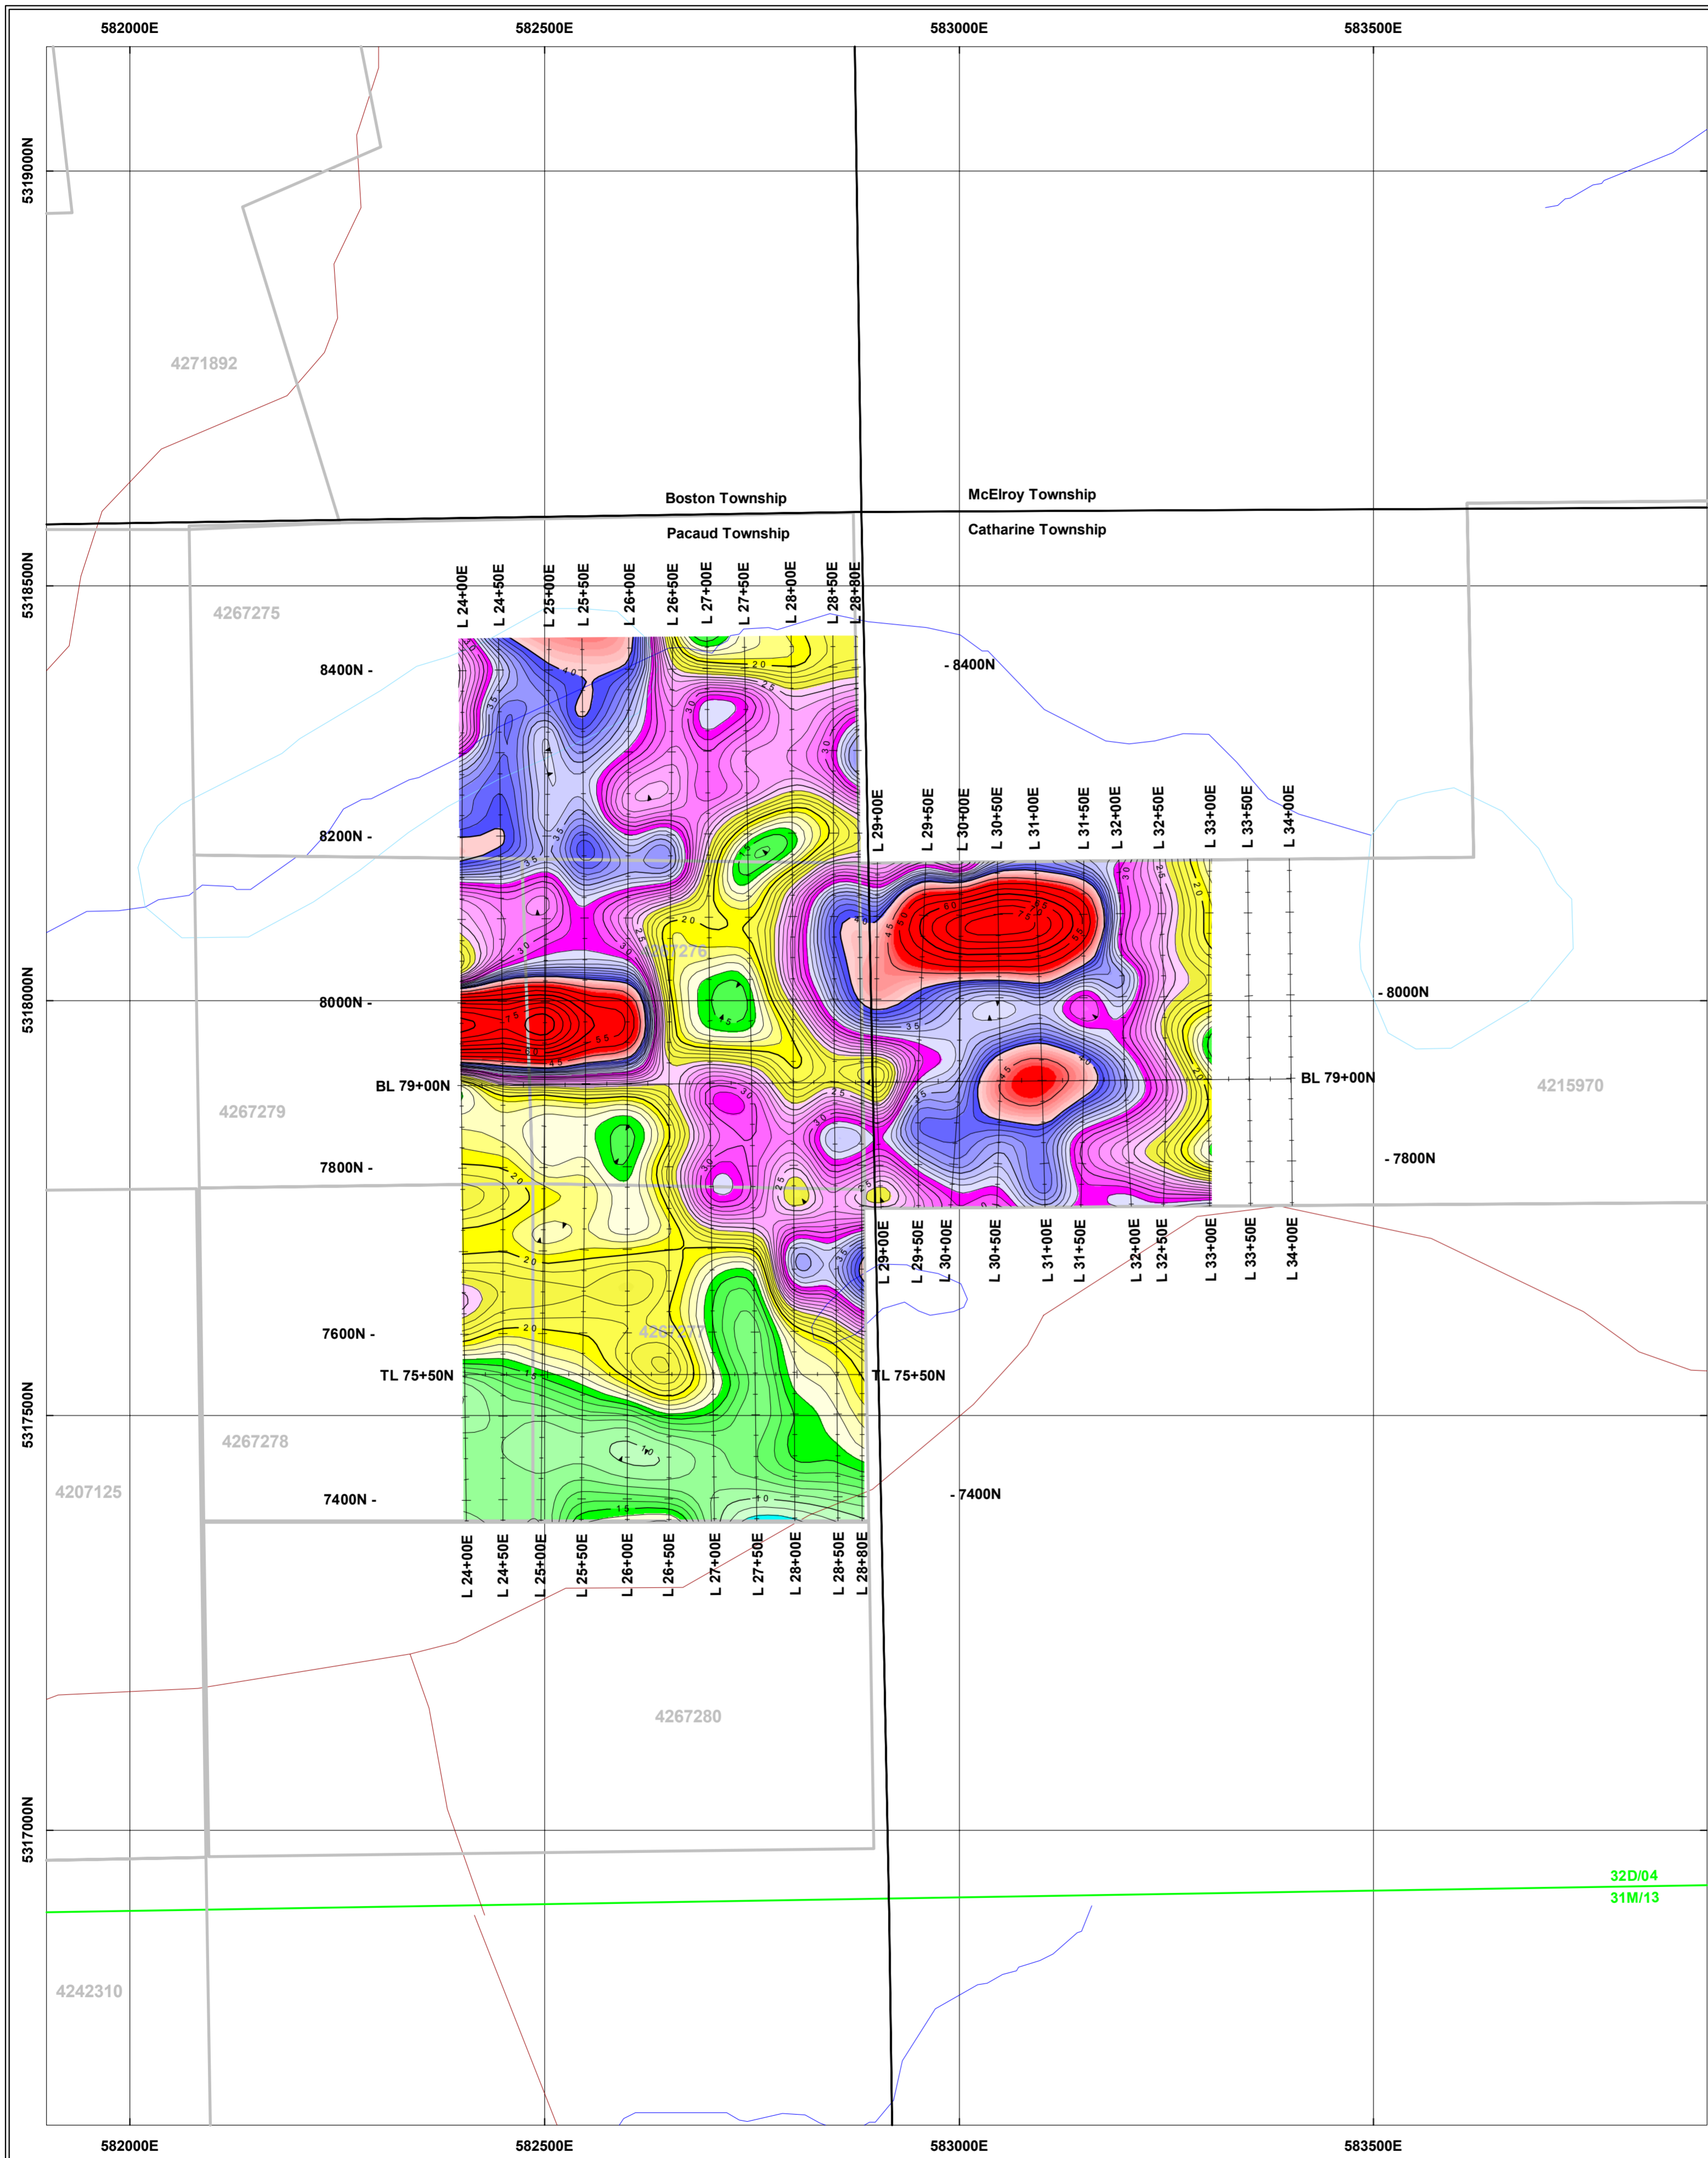 582000E 582500E 583000E 583500E
5319000N
4271892
Boston Township
McElroy Township
Pacaud Township
Catharine Township
5318500N
4267275
L 24+00E
L 24+50E
L 25+00E
L 25+50E
L 26+00E
L 26+50E
L 27+00E
L 27+50E
L 28+00E
L 28+50E
L 28+80E
8400N -
- 8400N
8200N -
L 29+00E
L 29+50E
L 30+00E
L 30+50E
L 31+00E
L 31+50E
L 32+00E
L 32+50E
L 33+00E
L 33+50E
L 34+00E
4267276
5318000N
8000N -
- 8000N
BL 79+00N
BL 79+00N
4267279
4215970
7800N -
- 7800N
L 29+00E
L 29+50E
L 30+00E
L 30+50E
L 31+00E
L 31+50E
L 32+00E
L 32+50E
L 33+00E
L 33+50E
L 34+00E
7600N -
4267277
TL 75+50N
TL 75+50N
5317500N
4267278
4207125
7400N -
- 7400N
L 24+00E
L 24+50E
L 25+00E
L 25+50E
L 26+00E
L 26+50E
L 27+00E
L 27+50E
L 28+00E
L 28+50E
L 28+80E
4267280
5317000N
32D/04
31M/13
4242310
582000E 582500E 583000E 583500E